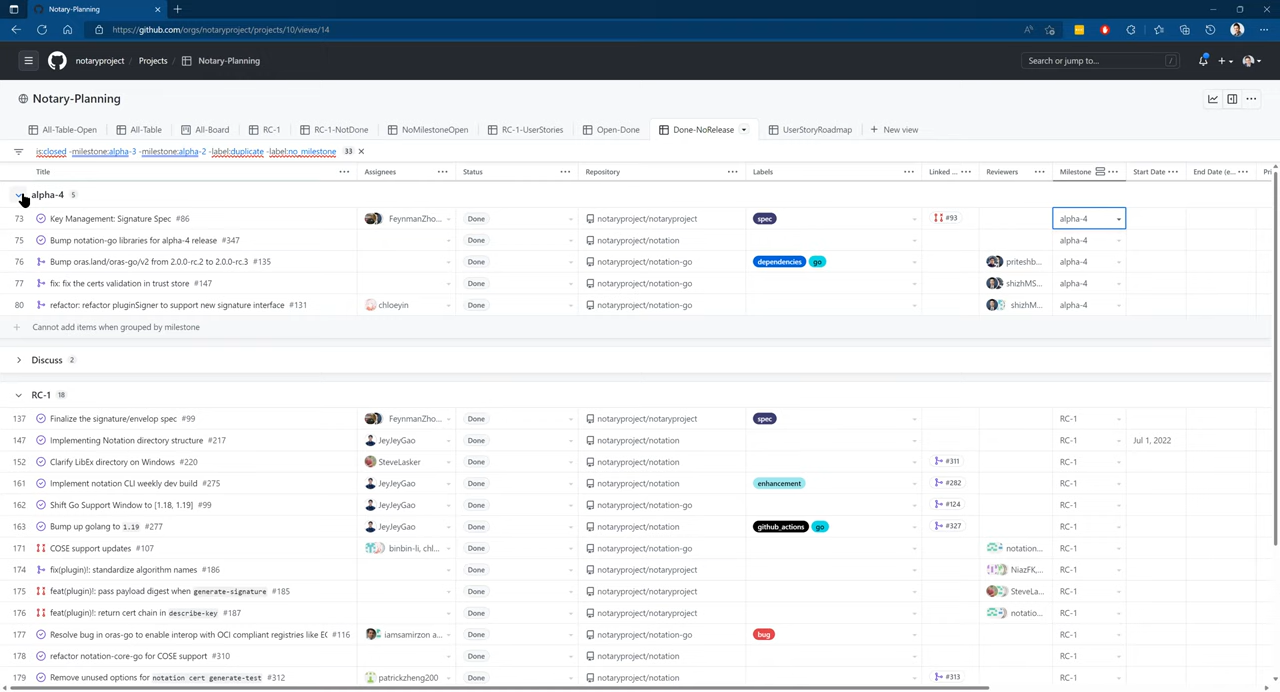 Notary-Planning
https://github.com/orgs/notaryproject/projects/10/views/14
notaryproject / Projects / Notary-Planning
Search or jump to... /
Notary-Planning
All-Table-Open All-Table All-Board RC-1 RC-1-NotDone NoMilestoneOpen RC-1-UserStories Open-Done Done-NoRelease UserStoryRoadmap + New view
is:closed -milestone:alpha-3 -milestone:alpha-2 -label:duplicate -label:no_milestone 33
Title Assignees Status Repository Labels Linked ... Reviewers Milestone Start Date End Date (e... Pri
alpha-4 5
73 Key Management: Signature Spec #86 FeynmanZho... Done notaryproject/notaryproject spec #93 alpha-4
75 Bump notation-go libraries for alpha-4 release #347 Done notaryproject/notation alpha-4
76 Bump oras.land/oras-go/v2 from 2.0.0-rc.2 to 2.0.0-rc.3 #135 Done notaryproject/notation-go dependencies go priteshb... alpha-4
77 fix: fix the certs validation in trust store #147 Done notaryproject/notation-go shizhMS... alpha-4
80 refactor: refactor pluginSigner to support new signature interface #131 chloeyin Done notaryproject/notation-go shizhM... alpha-4
+ Cannot add items when grouped by milestone
Discuss 2
RC-1 18
137 Finalize the signature/envelop spec #99 FeynmanZho... Done notaryproject/notaryproject spec RC-1
147 Implementing Notation directory structure #217 JeyJeyGao Done notaryproject/notation RC-1 Jul 1, 2022
152 Clarify LibEx directory on Windows #220 SteveLasker Done notaryproject/notation #311 RC-1
161 Implement notation CLI weekly dev build #275 JeyJeyGao Done notaryproject/notation enhancement #282 RC-1
162 Shift Go Support Window to [1.18, 1.19] #99 JeyJeyGao Done notaryproject/notation-go #124 RC-1
163 Bump up golang to 1.19 #277 JeyJeyGao Done notaryproject/notation github_actions go #327 RC-1
171 COSE support updates #107 binbin-li, chl... Done notaryproject/notation-go notation... RC-1
174 fix(plugin)!: standardize algorithm names #186 Done notaryproject/notaryproject NiazFK,... RC-1
175 feat(plugin)!: pass payload digest when generate-signature #185 Done notaryproject/notaryproject SteveLa... RC-1
176 feat(plugin)!: return cert chain in describe-key #187 Done notaryproject/notaryproject notatio... RC-1
177 Resolve bug in oras-go to enable interop with OCI compliant registries like EC #116 iamsamirzon a... Done notaryproject/notation-go bug RC-1
178 refactor notation-core-go for COSE support #310 Done notaryproject/notation RC-1
179 Remove unused options for notation cert generate-test #312 patrickzheng200 Done notaryproject/notation #313 RC-1